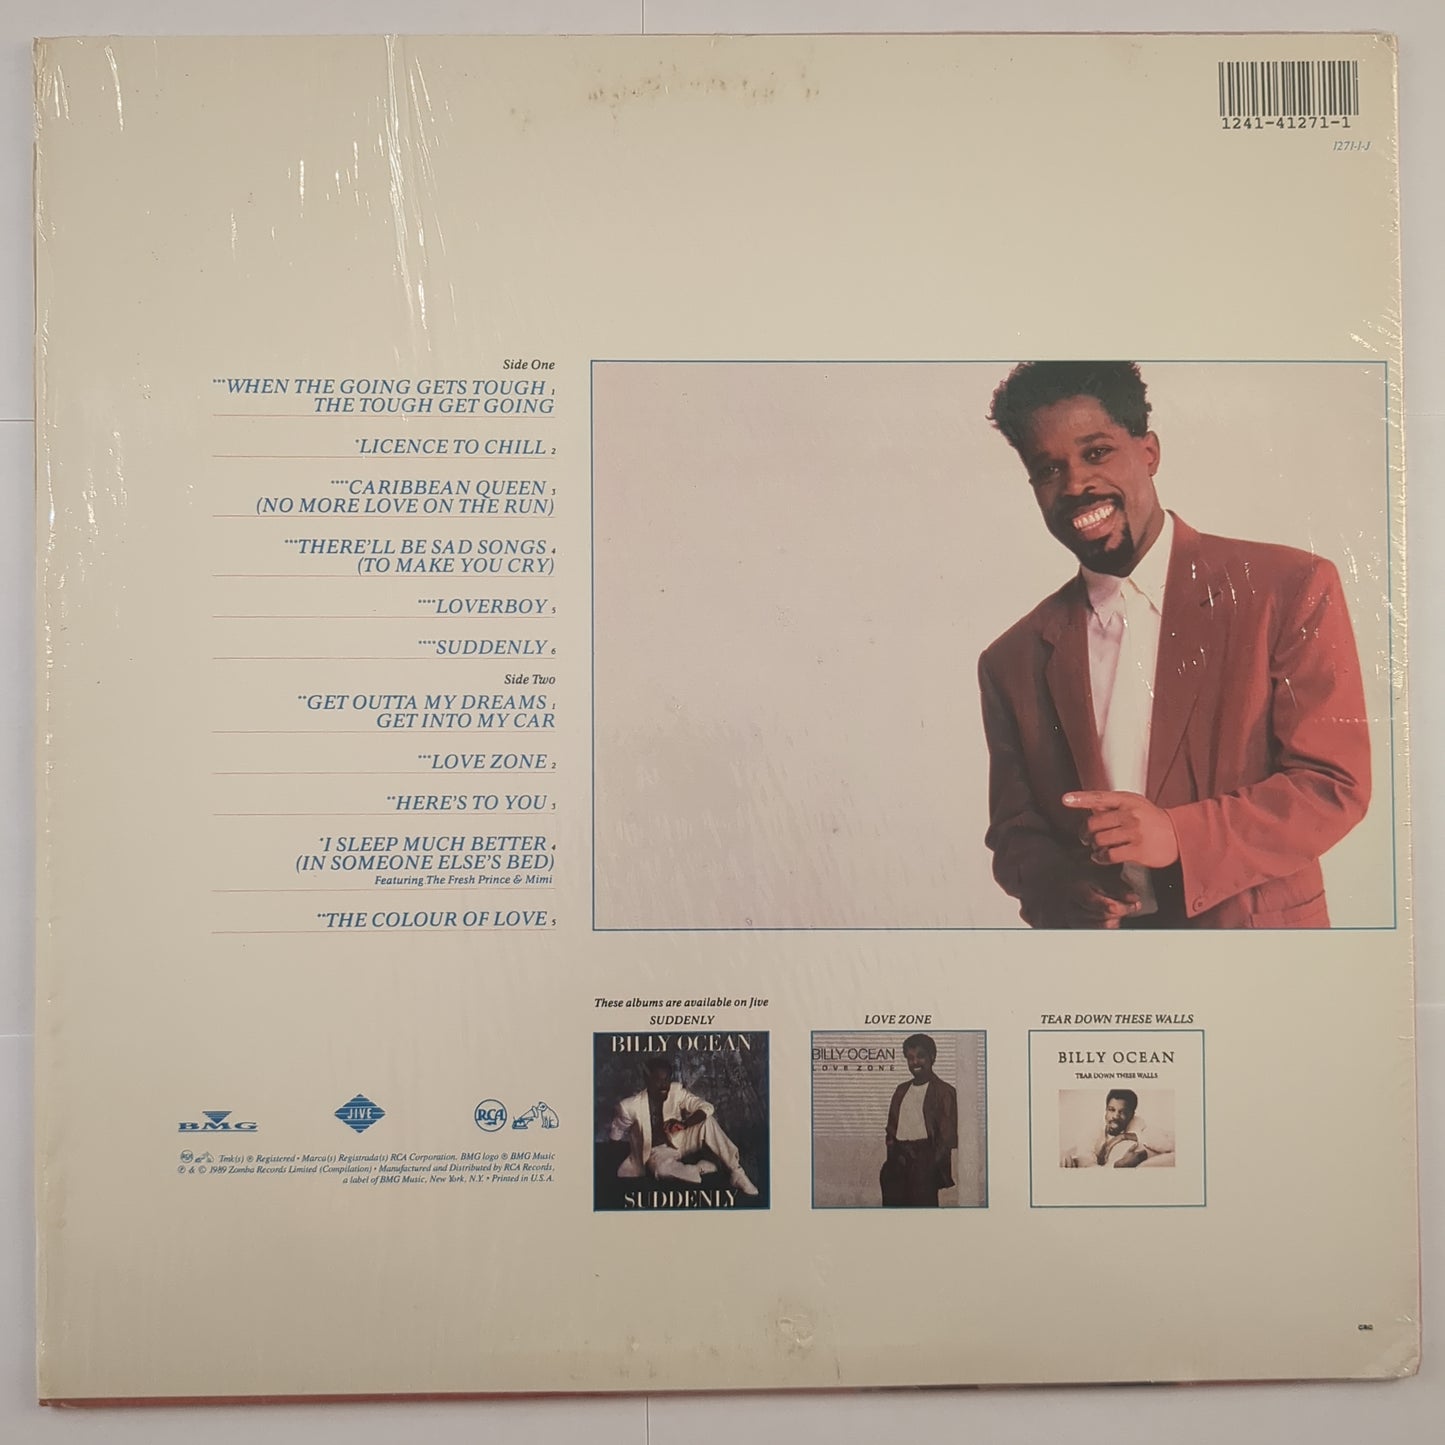 1241-41271-1
1271-1-J
Side One
***WHEN THE GOING GETS TOUGH 1
THE TOUGH GET GOING
*LICENCE TO CHILL 2
****CARIBBEAN QUEEN 3
(NO MORE LOVE ON THE RUN)
***THERE'LL BE SAD SONGS 4
(TO MAKE YOU CRY)
****LOVERBOY 5
****SUDDENLY 6
Side Two
**GET OUTTA MY DREAMS 1
GET INTO MY CAR
***LOVE ZONE 2
**HERE'S TO YOU 3
*I SLEEP MUCH BETTER 4
(IN SOMEONE ELSE'S BED)
Featuring The Fresh Prince & Mimi
**THE COLOUR OF LOVE 5
These albums are available on Jive
SUDDENLY
BILLY OCEAN
SUDDENLY
LOVE ZONE
BILLY OCEAN
LOVE ZONE
TEAR DOWN THESE WALLS
BILLY OCEAN
TEAR DOWN THESE WALLS
BMG
JIVE
RCA
Tmk(s) ® Registered • Marca(s) Registrada(s) RCA Corporation, BMG logo ® BMG Music
℗ & © 1989 Zomba Records Limited (Compilation) • Manufactured and Distributed by RCA Records,
a label of BMG Music, New York, N.Y. • Printed in U.S.A.